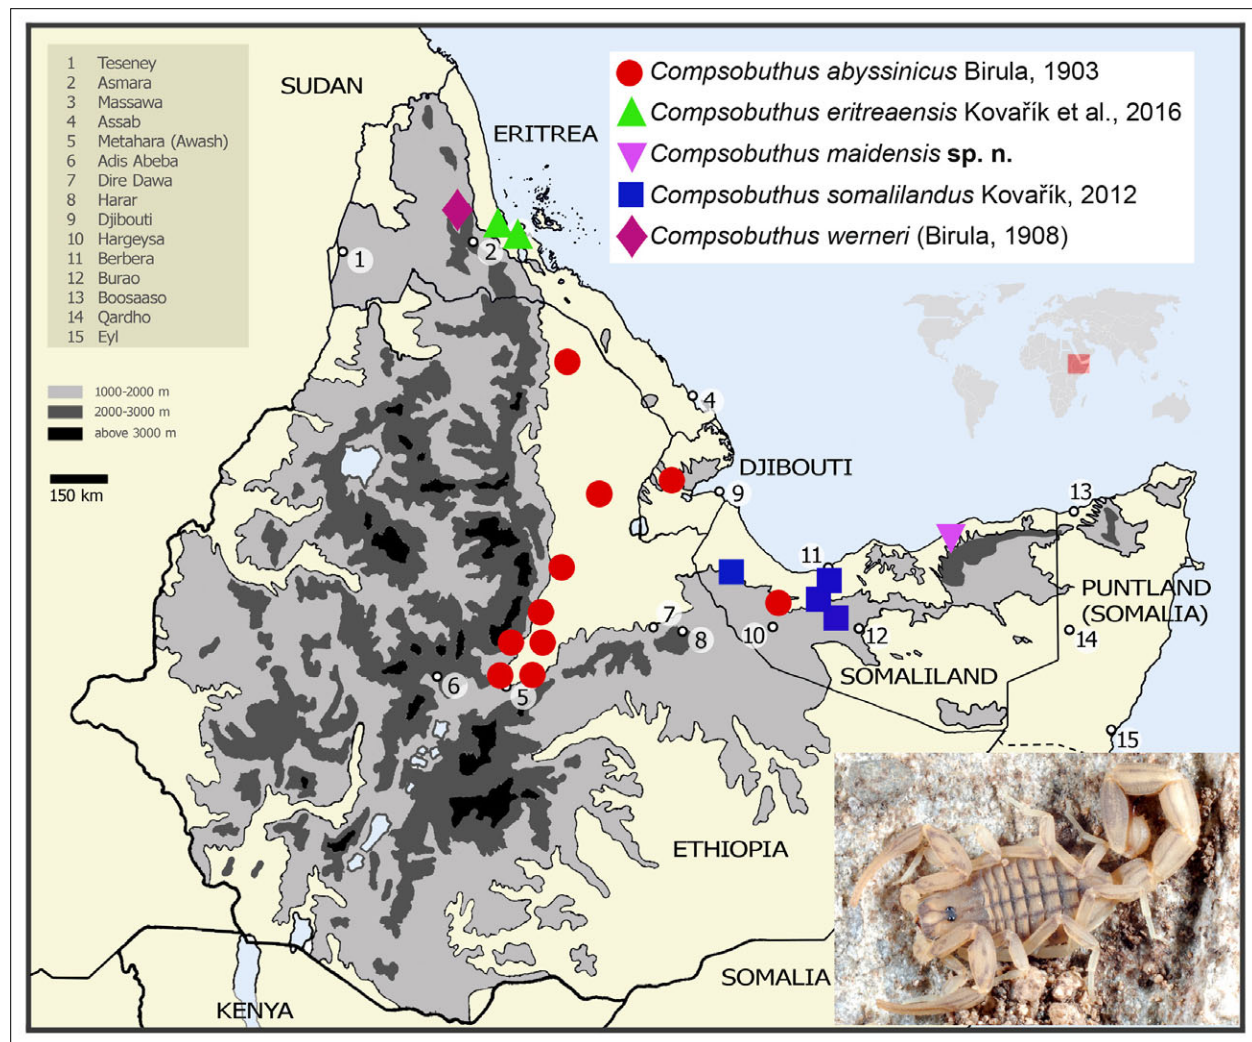 1 Teseney
2 Asmara
3 Massawa
4 Assab
5 Metahara (Awash)
6 Adis Abeba
7 Dire Dawa
8 Harar
9 Djibouti
10 Hargeysa
11 Berbera
12 Burao
13 Boosaaso
14 Qardho
15 Eyl
1000-2000 m
2000-3000 m
above 3000 m
150 km
Compsobuthus abyssinicus Birula, 1903
Compsobuthus eritreaensis Kovařík et al., 2016
Compsobuthus maidensis sp. n.
Compsobuthus somalilandus Kovařík, 2012
Compsobuthus werneri (Birula, 1908)
SUDAN
ERITREA
1
2
4
DJIBOUTI
9
13
11
PUNTLAND
(SOMALIA)
7
8
10
12
14
SOMALILAND
6
5
15
ETHIOPIA
SOMALIA
KENYA